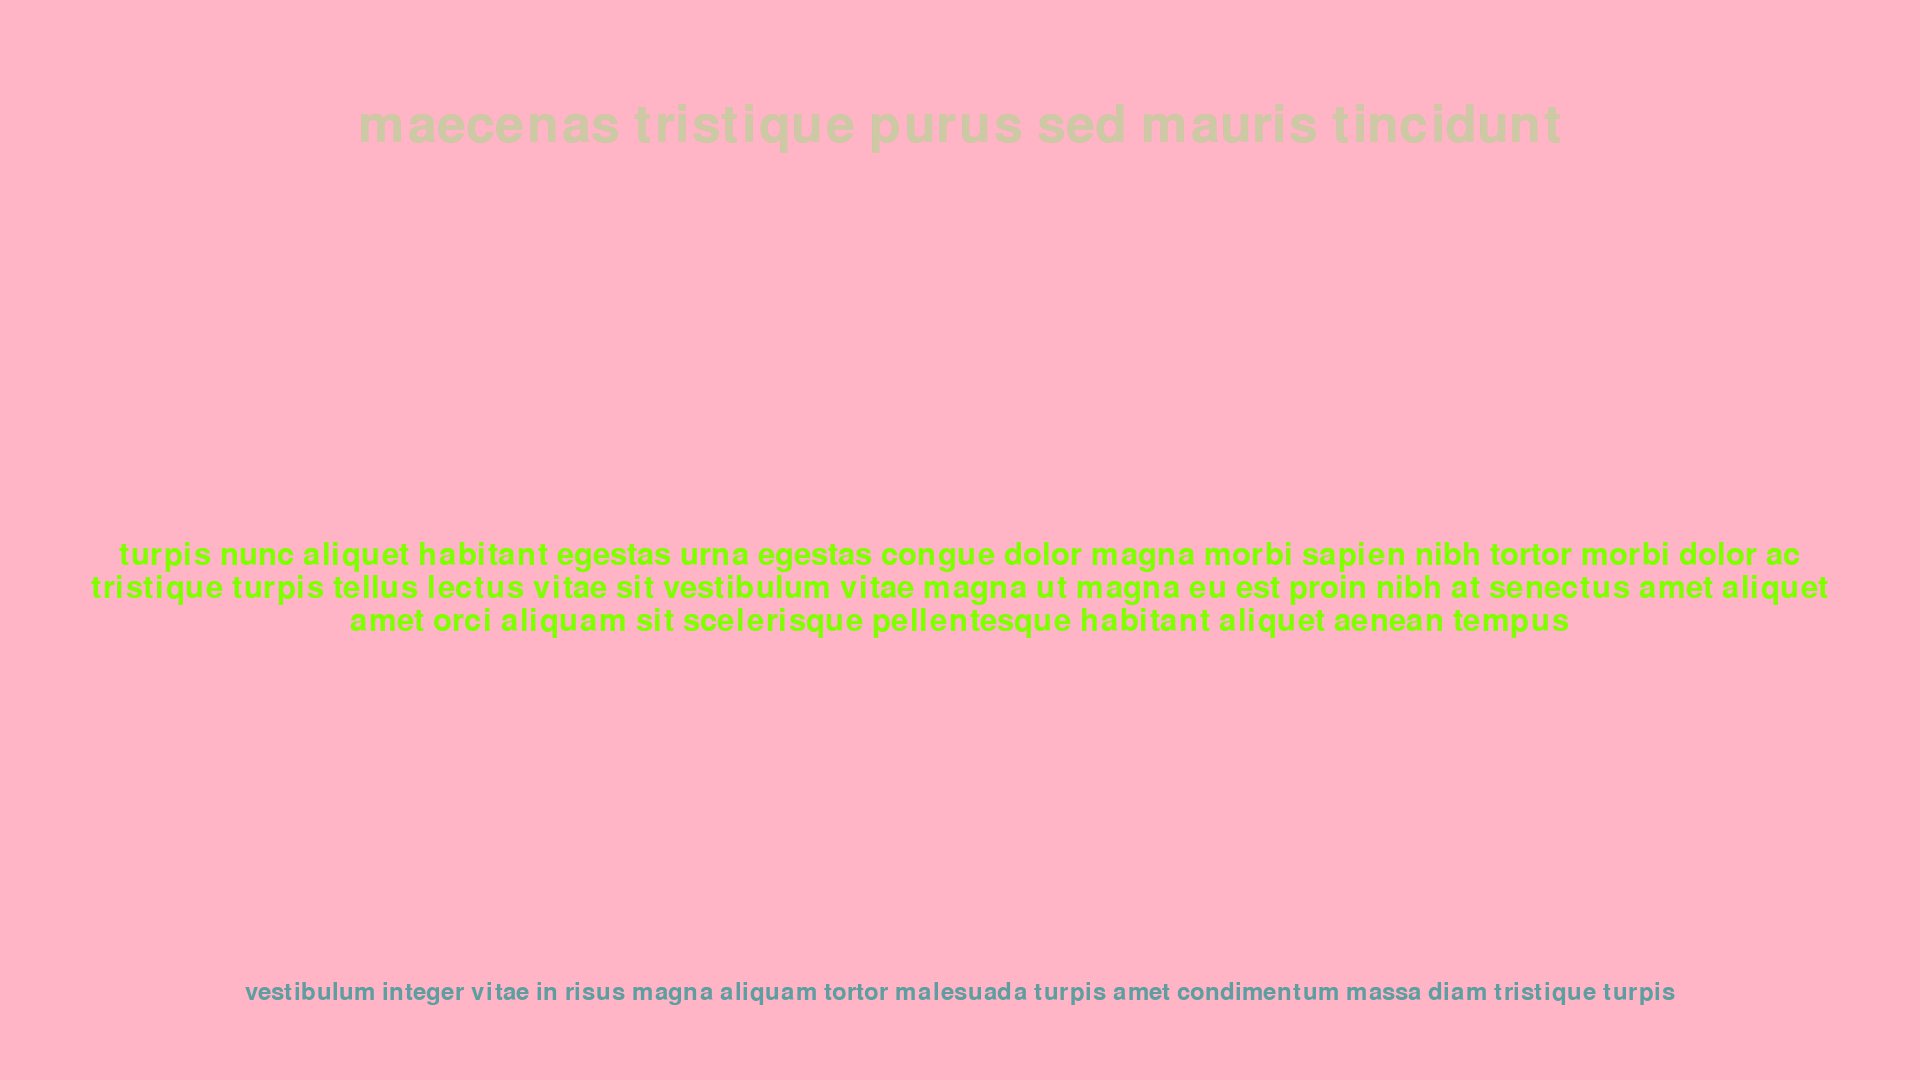 maecenas tristique purus sed mauris tincidunt
turpis nunc aliquet habitant egestas urna egestas congue dolor magna morbi sapien nibh tortor morbi dolor ac
tristique turpis tellus lectus vitae sit vestibulum vitae magna ut magna eu est proin nibh at senectus amet aliquet
amet orci aliquam sit scelerisque pellentesque habitant aliquet aenean tempus
vestibulum integer vitae in risus magna aliquam tortor malesuada turpis amet condimentum massa diam tristique turpis